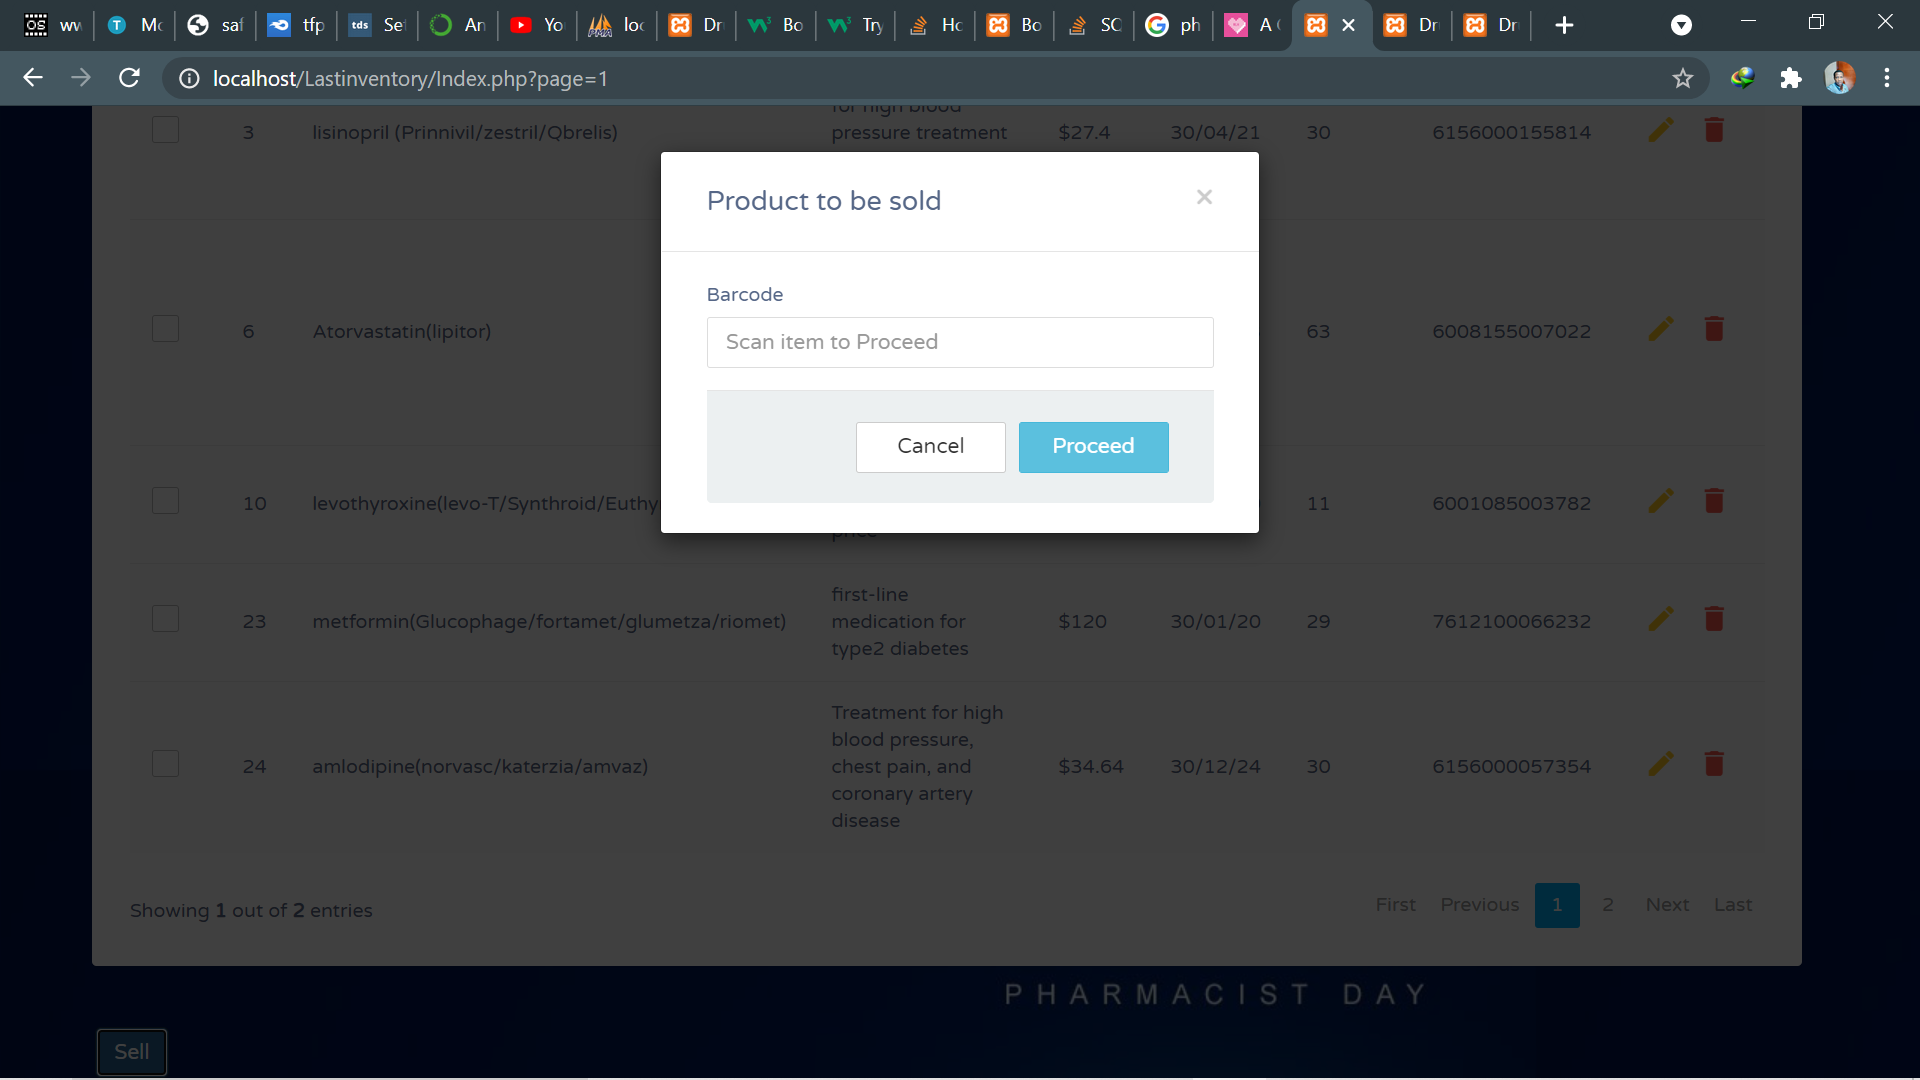 ww
Mc
saf
tfp
Se
An
Yo
loc
Dr
Bo
Try
Ho
Bo
SC
ph
A
Dr
Dr
localhost/Lastinventory/Index.php?page=1
for high blood
3 lisinopril (Prinnivil/zestril/Qbrelis) pressure treatment $27.4 30/04/21 30 6156000155814
Product to be sold ×
Barcode
Scan item to Proceed
6 Atorvastatin(lipitor) 63 6008155007022
Cancel Proceed
10 levothyroxine(levo-T/Synthroid/Euthy 11 6001085003782
price
first-line
23 metformin(Glucophage/fortamet/glumetza/riomet) medication for $120 30/01/20 29 7612100066232
type2 diabetes
Treatment for high
blood pressure,
24 amlodipine(norvasc/katerzia/amvaz) chest pain, and $34.64 30/12/24 30 6156000057354
coronary artery
disease
Showing 1 out of 2 entries First Previous 1 2 Next Last
PHARMACIST DAY
Sell